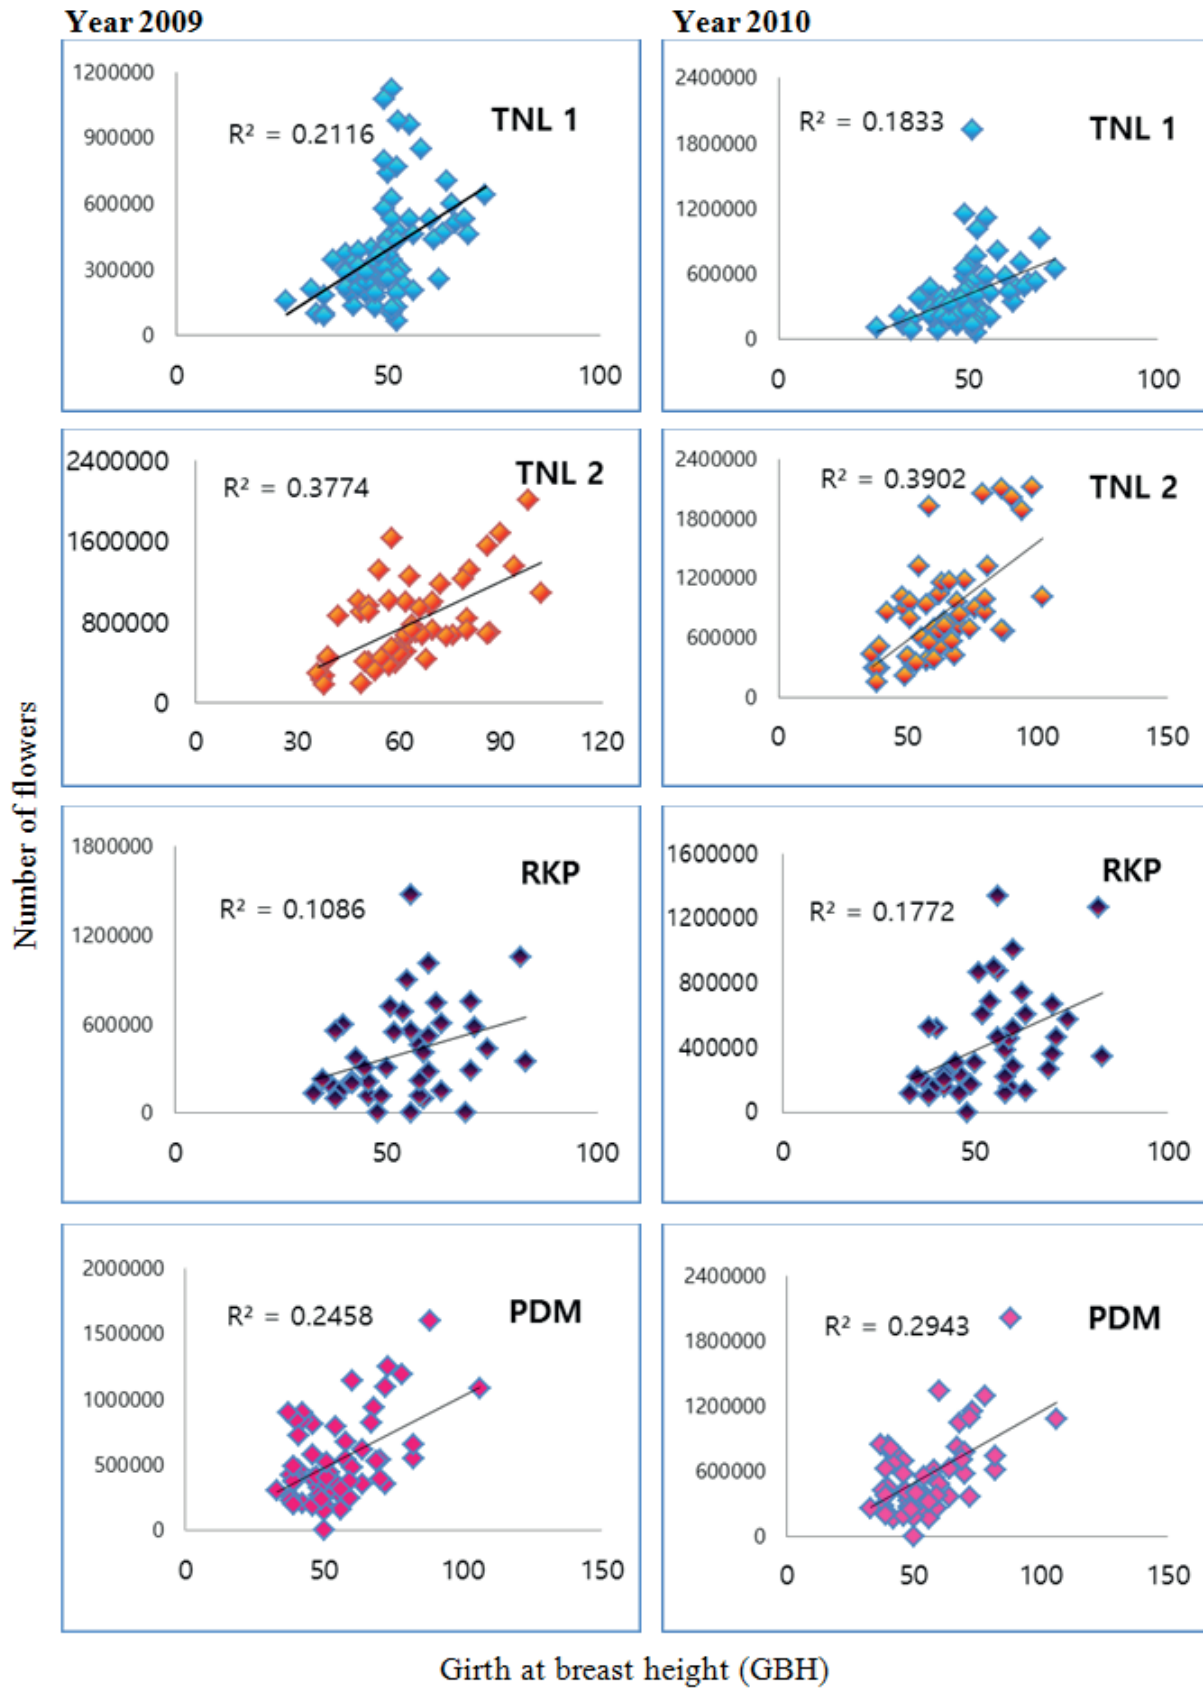 Year 2009
Year 2010
1200000
900000
600000
300000
0
0 50 100
R² = 0.2116
TNL 1
2400000
1800000
1200000
600000
0
0 50 100
R² = 0.1833
TNL 1
2400000
1600000
800000
0
0 30 60 90 120
R² = 0.3774
TNL 2
2400000
1800000
1200000
600000
0
0 50 100 150
R² = 0.3902
TNL 2
1800000
1200000
600000
0
0 50 100
R² = 0.1086
RKP
1600000
1200000
800000
400000
0
0 50 100
R² = 0.1772
RKP
2000000
1500000
1000000
500000
0
0 50 100 150
R² = 0.2458
PDM
2400000
1800000
1200000
600000
0
0 50 100 150
R² = 0.2943
PDM
Number of flowers
Girth at breast height (GBH)